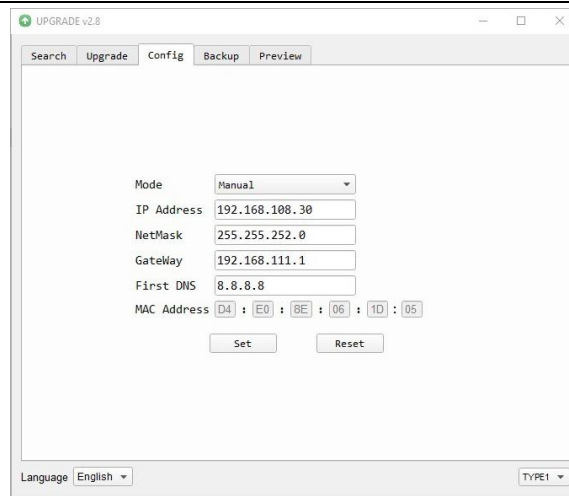 UPGRADE v2.8
Search Upgrade Config Backup Preview
Mode Manual
IP Address 192.168.108.30
NetMask 255.255.252.0
GateWay 192.168.111.1
First DNS 8.8.8.8
MAC Address D4 : E0 : 8E : 06 : 1D : 05
Set Reset
Language English TYPE1